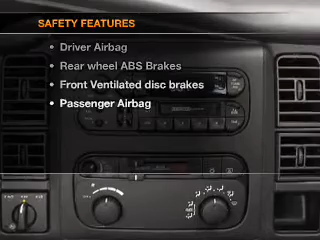 SAFETY FEATURES
• Driver Airbag
• Rear wheel ABS Brakes
• Front Ventilated disc brakes
• Passenger Airbag